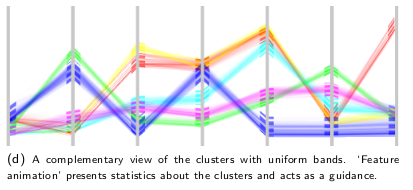 (d) A complementary view of the clusters with uniform bands. ‘Feature
animation’ presents statistics about the clusters and acts as a guidance.